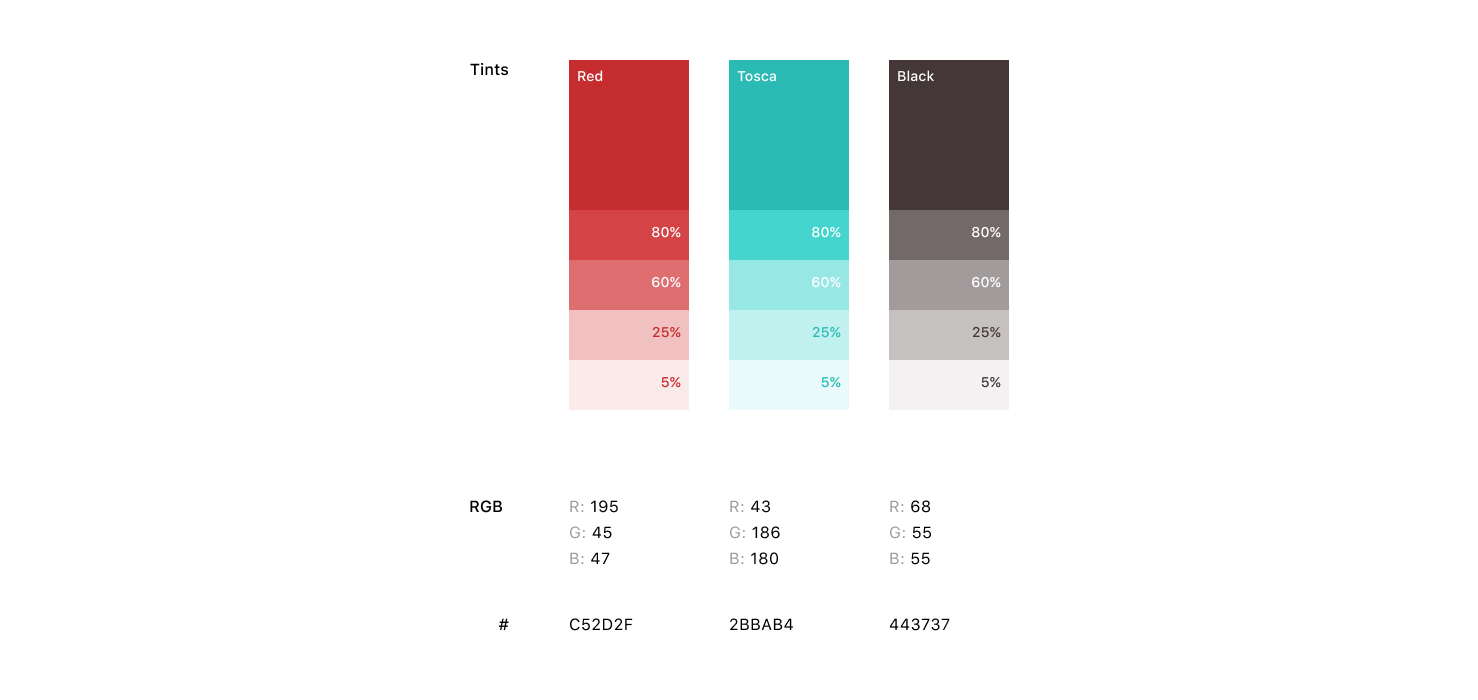 Tints Red Tosca Black
80% 80% 80%
60% 60% 60%
25% 25% 25%
5% 5% 5%
RGB R: 195 R: 43 R: 68
G: 45 G: 186 G: 55
B: 47 B: 180 B: 55
# C52D2F 2BBAB4 443737